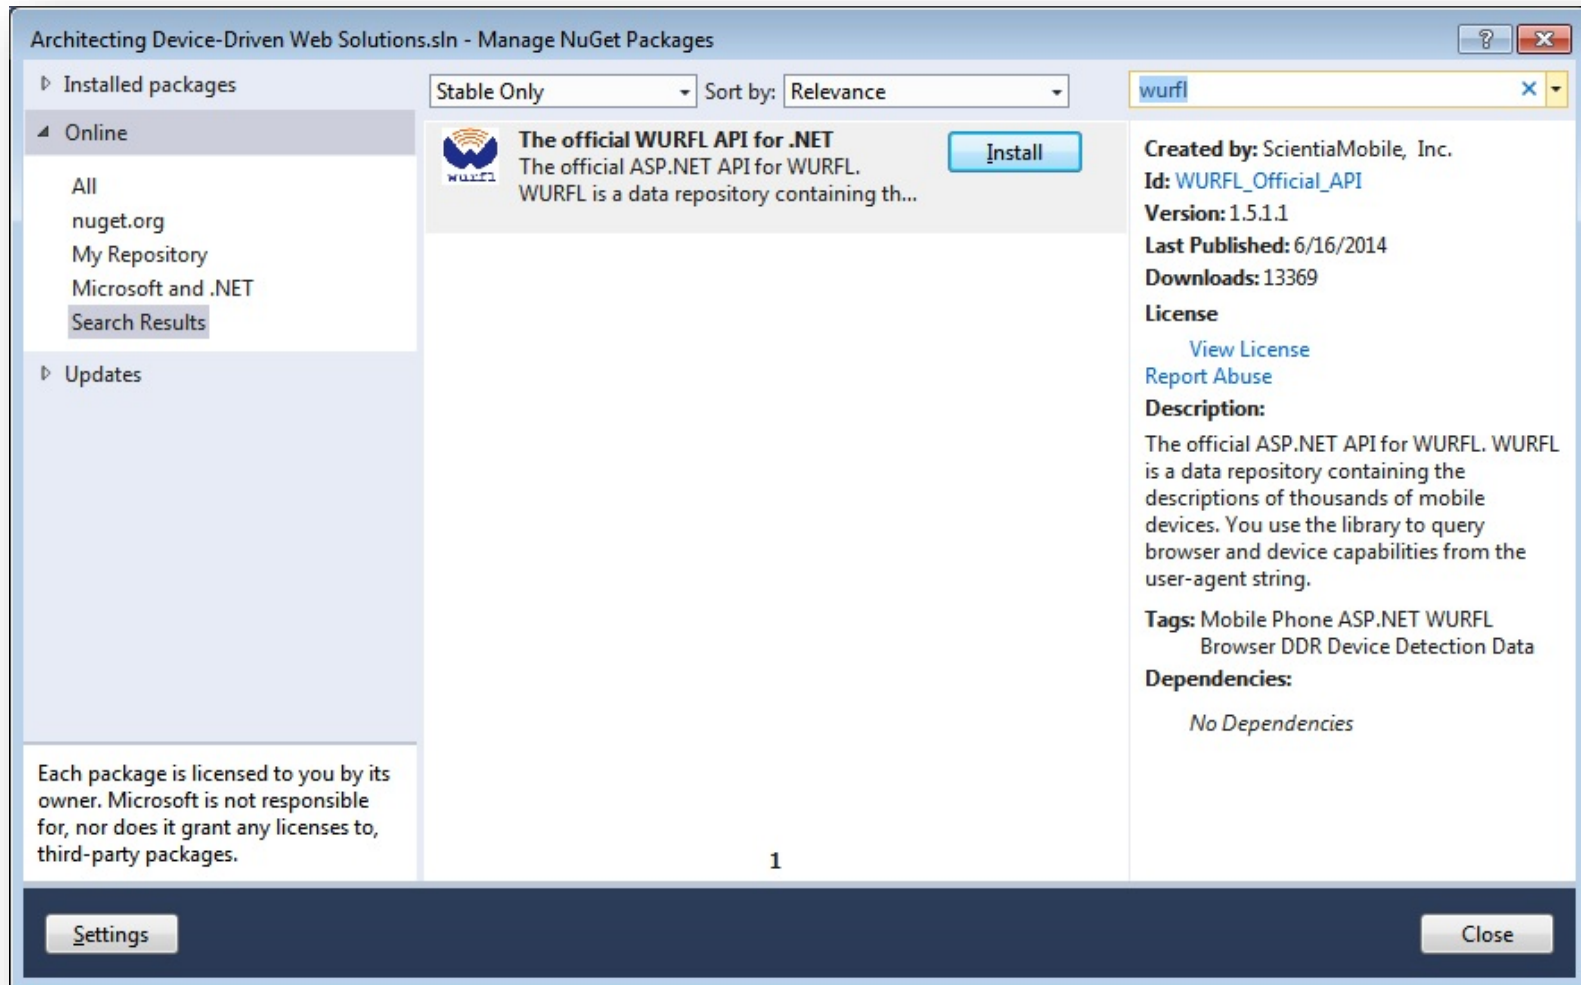 Architecting Device-Driven Web Solutions.sln - Manage NuGet Packages
?
Installed packages
Online
All
nuget.org
My Repository
Microsoft and .NET
Search Results
Updates
Each package is licensed to you by its
owner. Microsoft is not responsible
for, nor does it grant any licenses to,
third-party packages.
Stable Only
Sort by: Relevance
wurfl
The official WURFL API for .NET
The official ASP.NET API for WURFL.
WURFL is a data repository containing th...
Install
1
wurfl
Created by: ScientiaMobile, Inc.
Id: WURFL_Official_API
Version: 1.5.1.1
Last Published: 6/16/2014
Downloads: 13369
License
View License
Report Abuse
Description:
The official ASP.NET API for WURFL. WURFL
is a data repository containing the
descriptions of thousands of mobile
devices. You use the library to query
browser and device capabilities from the
user-agent string.
Tags: Mobile Phone ASP.NET WURFL
Browser DDR Device Detection Data
Dependencies:
No Dependencies
Settings
Close